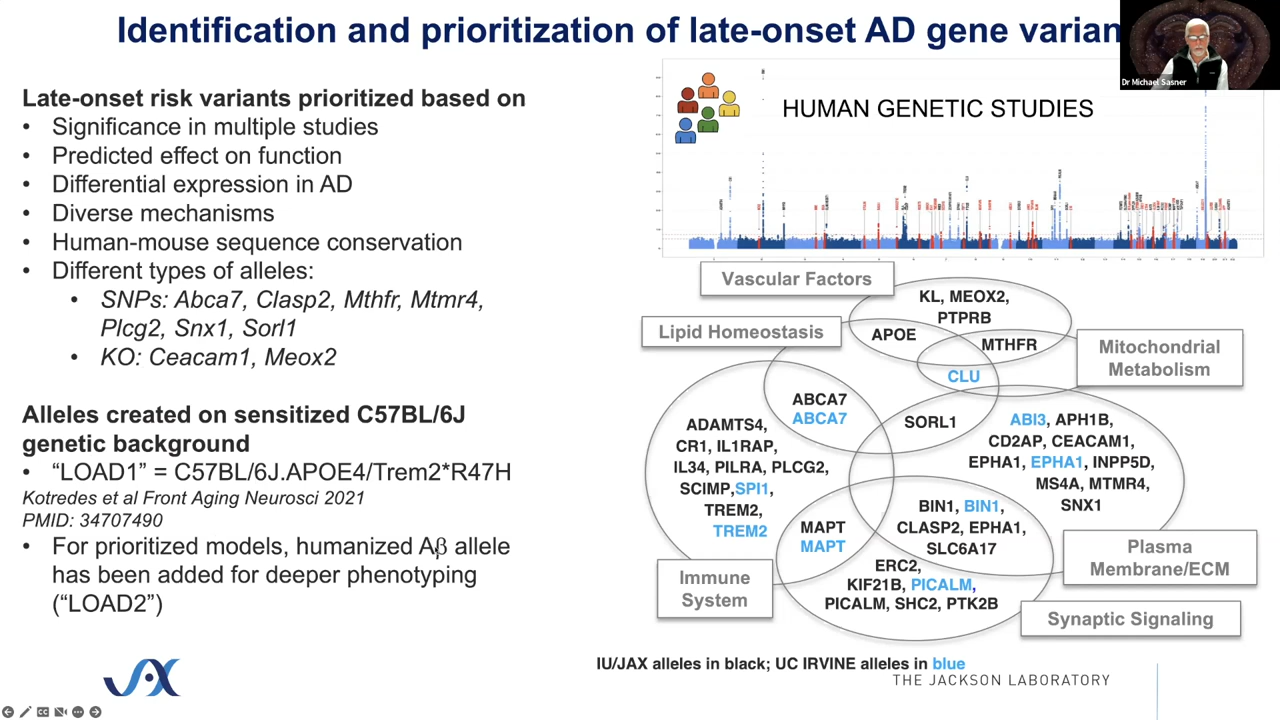 Identification and prioritization of late-onset AD gene varian
Dr Michael Sasner
Late-onset risk variants prioritized based on
• Significance in multiple studies
• Predicted effect on function
• Differential expression in AD
• Diverse mechanisms
• Human-mouse sequence conservation
• Different types of alleles:
• SNPs: Abca7, Clasp2, Mthfr, Mtmr4,
Plcg2, Snx1, Sorl1
• KO: Ceacam1, Meox2
Alleles created on sensitized C57BL/6J
genetic background
• “LOAD1” = C57BL/6J.APOE4/Trem2*R47H
Kotredes et al Front Aging Neurosci 2021
PMID: 34707490
• For prioritized models, humanized Aβ allele
has been added for deeper phenotyping
(“LOAD2”)
HUMAN GENETIC STUDIES
Vascular Factors
KL, MEOX2,
PTPRB
Lipid Homeostasis
APOE
MTHFR
Mitochondrial
Metabolism
CLU
ABCA7
ABCA7
ADAMTS4,
CR1, IL1RAP,
IL34, PILRA, PLCG2,
SCIMP,SPI1,
TREM2,
TREM2
SORL1
ABI3, APH1B,
CD2AP, CEACAM1,
EPHA1, EPHA1, INPP5D,
MS4A, MTMR4,
SNX1
MAPT
MAPT
BIN1, BIN1,
CLASP2, EPHA1,
SLC6A17
ERC2,
KIF21B, PICALM,
PICALM, SHC2, PTK2B
Immune
System
Plasma
Membrane/ECM
Synaptic Signaling
IU/JAX alleles in black; UC IRVINE alleles in blue
THE JACKSON LABORATORY